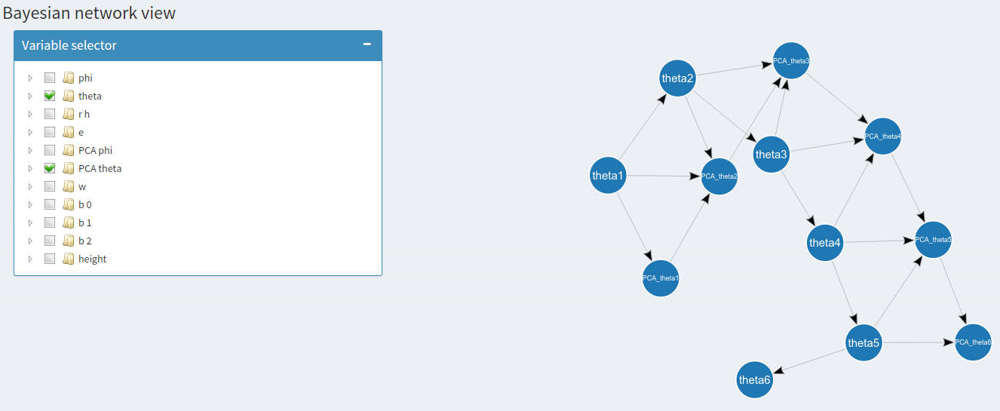 Bayesian network view
Variable selector
phi
theta
r h
e
PCA phi
PCA theta
w
b 0
b 1
b 2
height
PCA_theta3
theta2
PCA_theta4
theta3
theta1
PCA_theta2
theta4
PCA_theta5
PCA_theta1
theta5
PCA_theta6
theta6